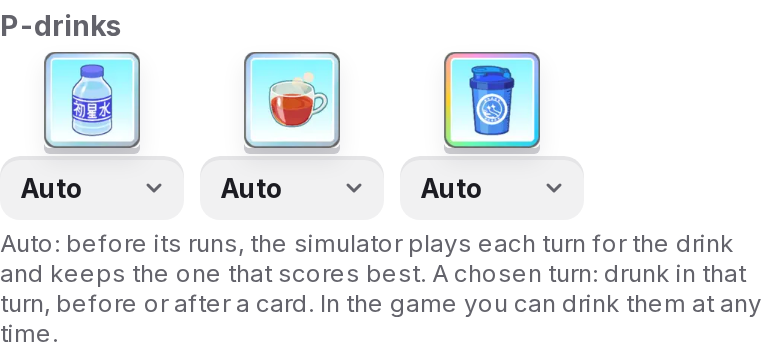 P-drinks
初星水
Auto
Auto
Auto
Auto: before its runs, the simulator plays each turn for the drink
and keeps the one that scores best. A chosen turn: drunk in that
turn, before or after a card. In the game you can drink them at any
time.